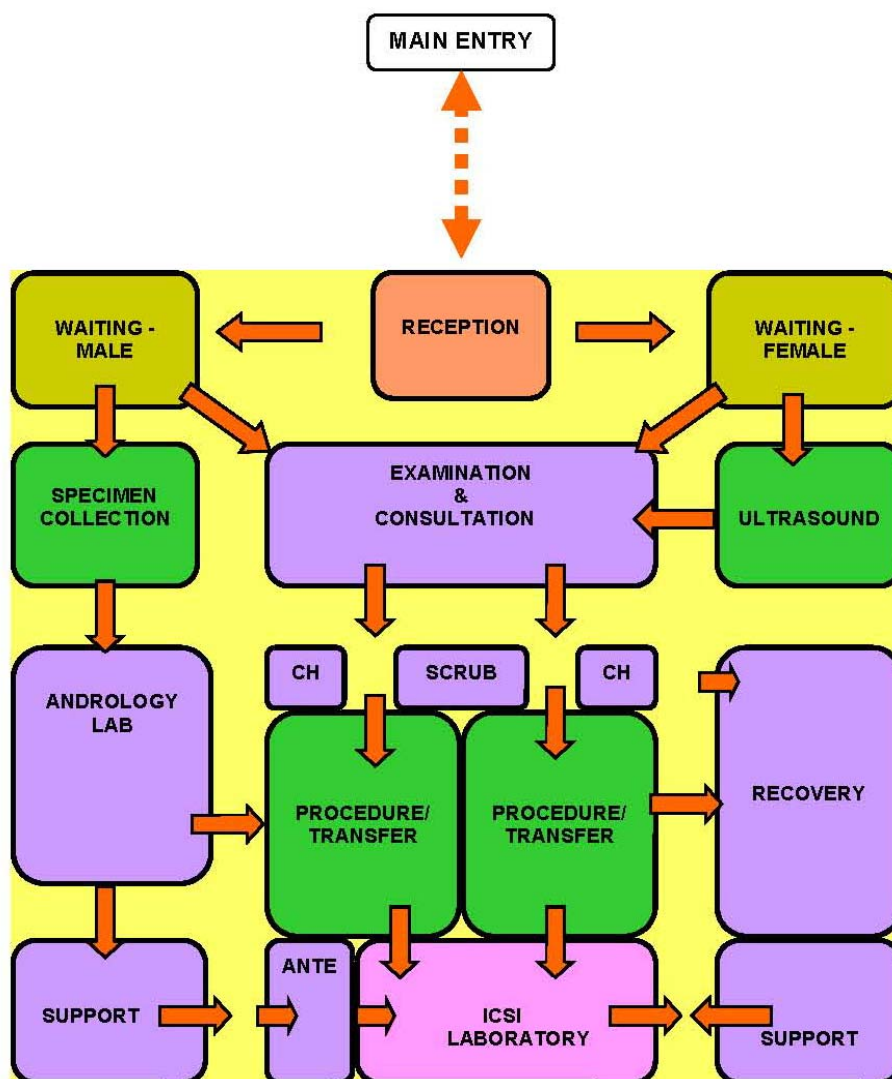 MAIN ENTRY
WAITING -
MALE
RECEPTION
WAITING -
FEMALE
SPECIMEN
COLLECTION
EXAMINATION
&
CONSULTATION
ULTRASOUND
ANDROLOGY
LAB
CH
SCRUB
CH
PROCEDURE/
TRANSFER
PROCEDURE/
TRANSFER
RECOVERY
SUPPORT
ANTE
ICSI
LABORATORY
SUPPORT